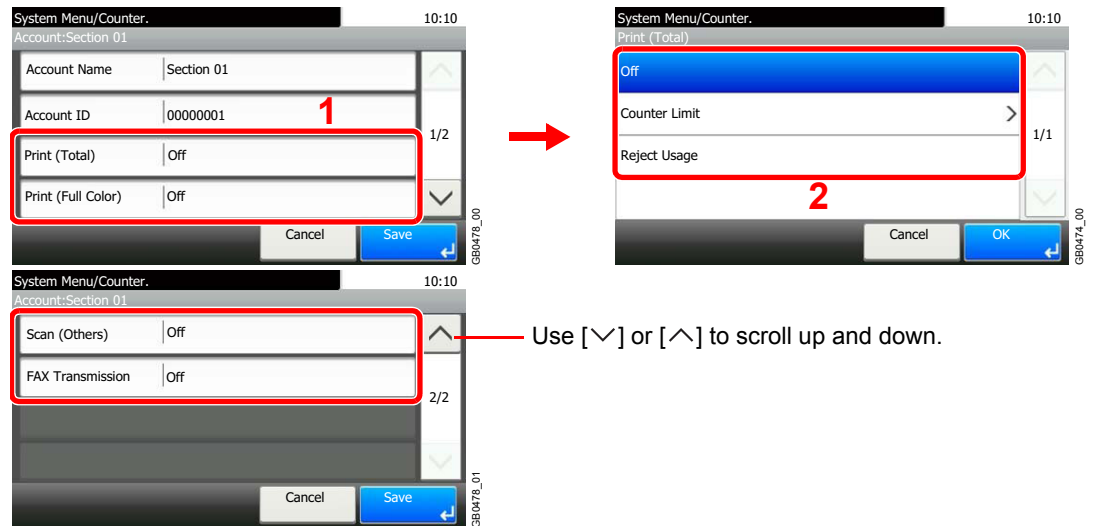 System Menu/Counter. 10:10
Account:Section 01
Account Name Section 01
Account ID 00000001
1
1/2
Print (Total) Off
Print (Full Color) Off
Cancel Save
GB0478_00
System Menu/Counter. 10:10
Print (Total)
Off
Counter Limit
1/1
Reject Usage
2
Cancel OK
GB0474_00
System Menu/Counter. 10:10
Account:Section 01
Scan (Others) Off
FAX Transmission Off
2/2
Cancel Save
GB0478_01
Use [∨] or [∧] to scroll up and down.